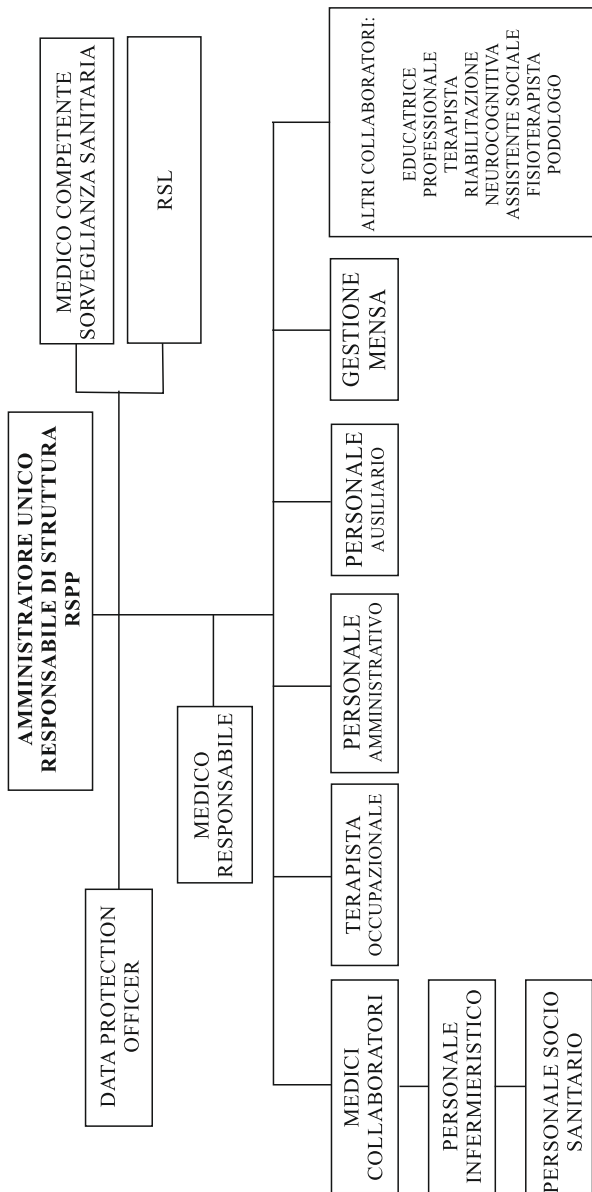 AMMINISTRATORE UNICO
RESPONSABILE DI STRUTTURA
RSPP
DATA PROTECTION
OFFICER
MEDICO COMPETENTE
SORVEGLIANZA SANITARIA
RSL
MEDICO
RESPONSABILE
MEDICI
COLLABORATORI
TERAPISTA
OCCUPAZIONALE
PERSONALE
AMMINISTRATIVO
PERSONALE
AUSILIARIO
GESTIONE
MENSA
ALTRI COLLABORATORI:
EDUCATRICE
PROFESSIONALE
TERAPISTA
RIABILITAZIONE
NEUROCOGNITIVA
ASSISTENTE SOCIALE
FISIOTERAPISTA
PODOLOGO
PERSONALE
INFERMIERISTICO
PERSONALE SOCIO
SANITARIO